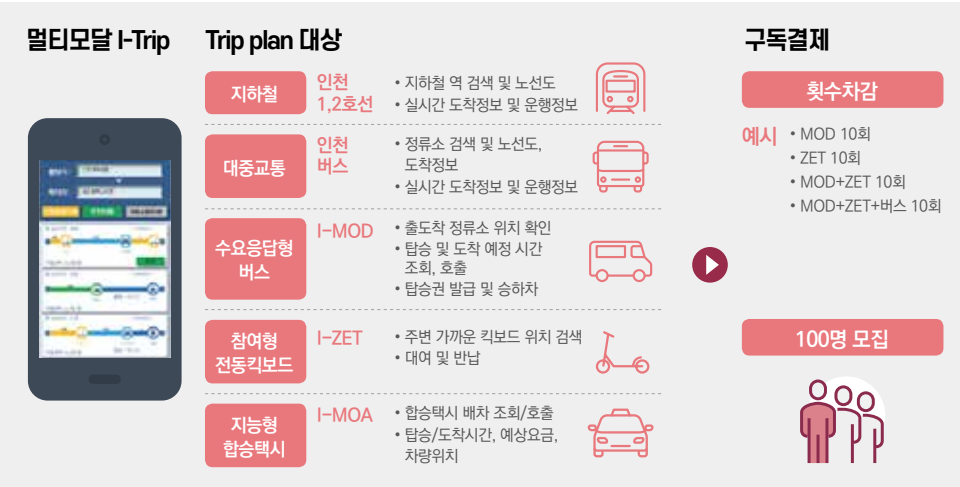 멀티모달 I-Trip
Trip plan 대상
구독결제
지하철
인천
1,2호선
• 지하철 역 검색 및 노선도
• 실시간 도착정보 및 운행정보
대중교통
인천
버스
• 정류소 검색 및 노선도,
도착정보
• 실시간 도착정보 및 운행정보
수요응답형
버스
I-MOD
• 출도착 정류소 위치 확인
• 탑승 및 도착 예정 시간
조회, 호출
• 탑승권 발급 및 승하차
참여형
전동킥보드
I-ZET
• 주변 가까운 킥보드 위치 검색
• 대여 및 반납
지능형
합승택시
I-MOA
• 합승택시 배차 조회/호출
• 탑승/도착시간, 예상요금,
차량위치
횟수차감
예시
• MOD 10회
• ZET 10회
• MOD+ZET 10회
• MOD+ZET+버스 10회
100명 모집